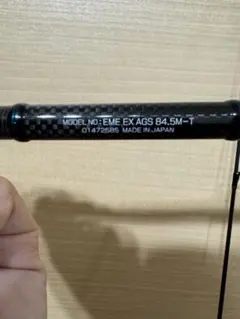 MODEL NO : EME EX AGS 84.5M-T
01472585 MADE IN JAPAN